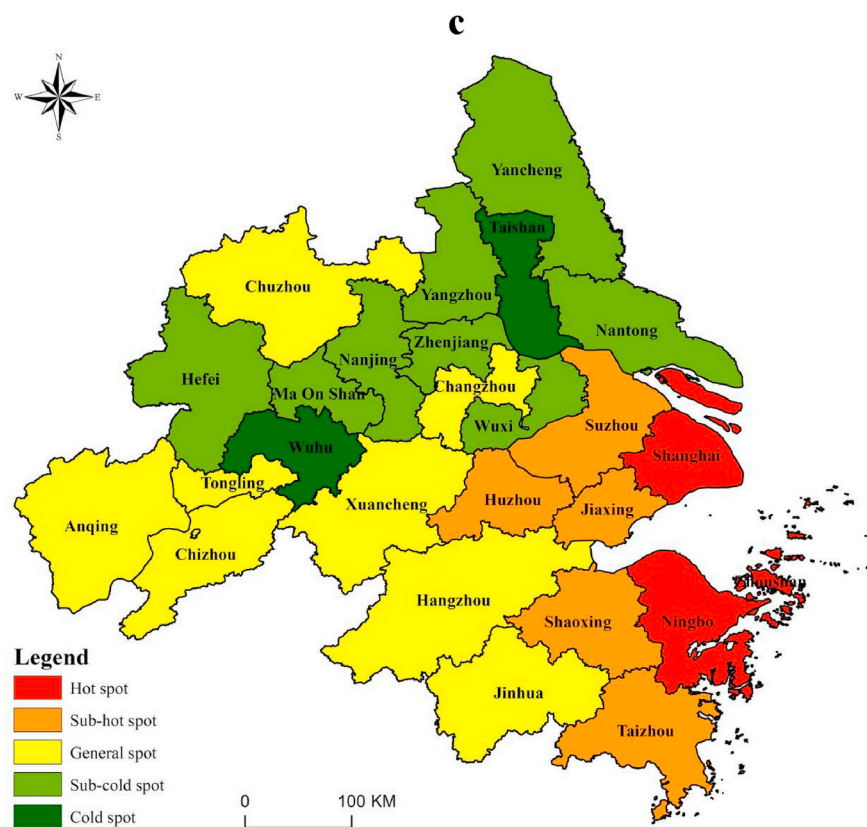 c
N
W
E
S
Yancheng
Taishan
Chuzhou
Yangzhou
Nantong
Zhenjiang
Nanjing
Hefei
Changzhou
Ma On Shan
Wuxi
Suzhou
Wuhu
Shanghai
Tongling
Huzhou
Xuancheng
Jiaxing
Anqing
Chizhou
Zhoushan
Hangzhou
Shaoxing
Ningbo
Legend
Hot spot
Jinhua
Sub-hot spot
Taizhou
General spot
Sub-cold spot
0 100 KM
Cold spot